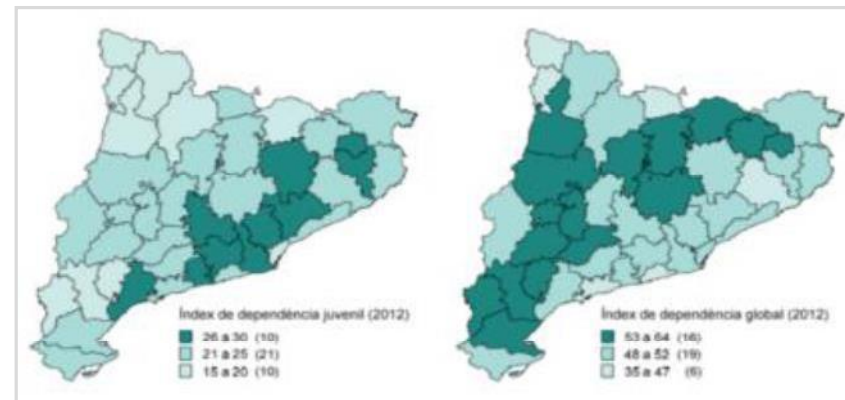 Índex de dependència juvenil (2012)
26 a 30 (10)
21 a 25 (21)
15 a 20 (10)
Índex de dependència global (2012)
53 a 64 (16)
48 a 52 (19)
35 a 47 (6)